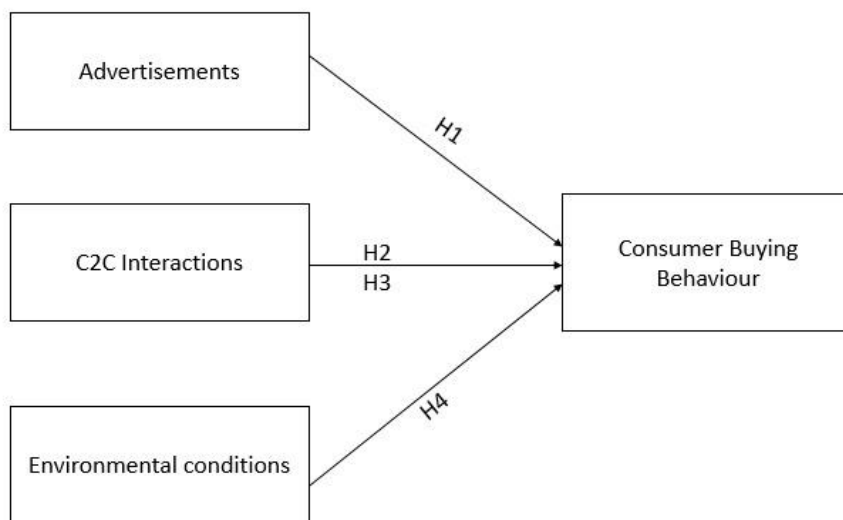 Advertisements
H1
C2C Interactions
H2
H3
Consumer Buying
Behaviour
Environmental conditions
H4